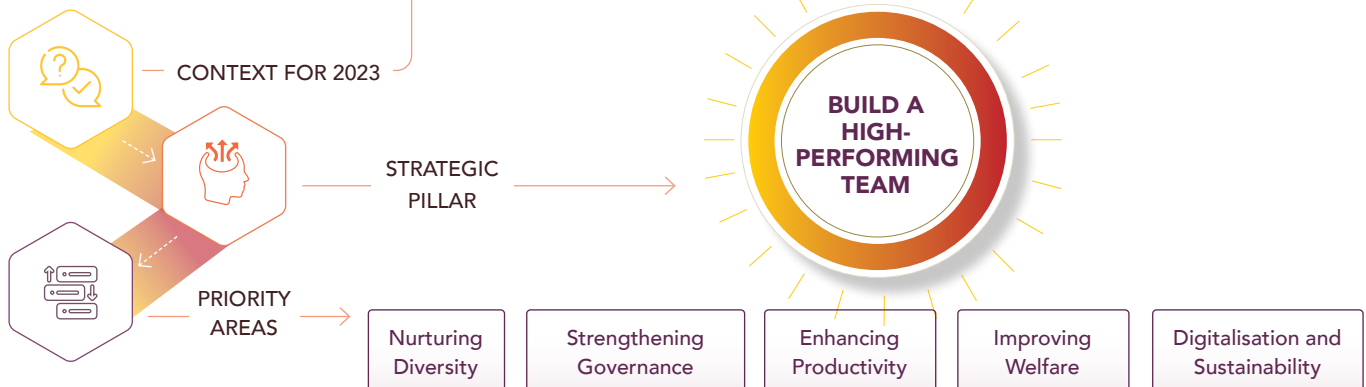 CONTEXT FOR 2023
BUILD A
HIGH-
PERFORMING
TEAM
STRATEGIC
PILLAR
PRIORITY
AREAS
Nurturing
Diversity
Strengthening
Governance
Enhancing
Productivity
Improving
Welfare
Digitalisation and
Sustainability